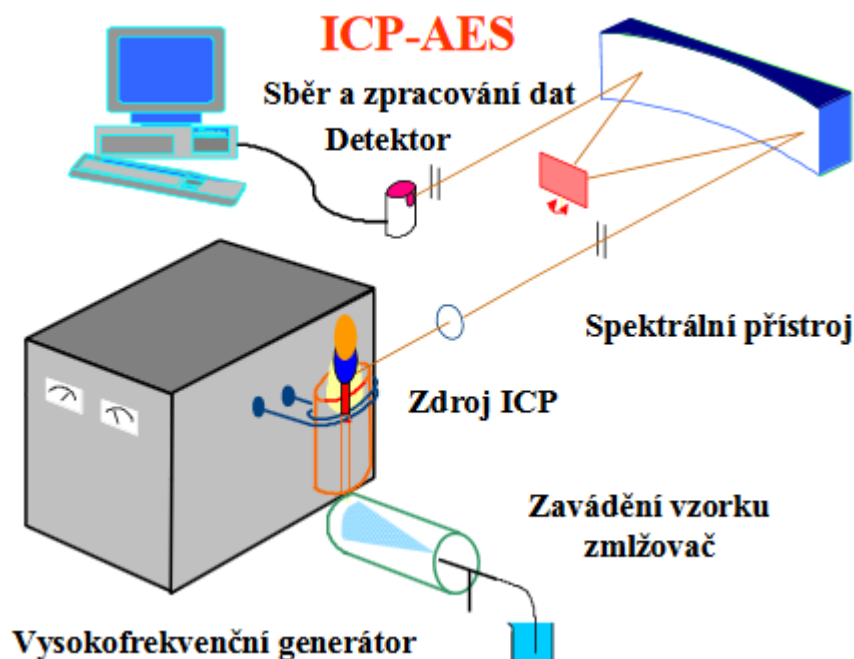 ICP-AES
Sběr a zpracování dat
Detektor
Spektrální přístroj
Zdroj ICP
Zavádění vzorku
zmlžovač
Vysokofrekvenční generátor